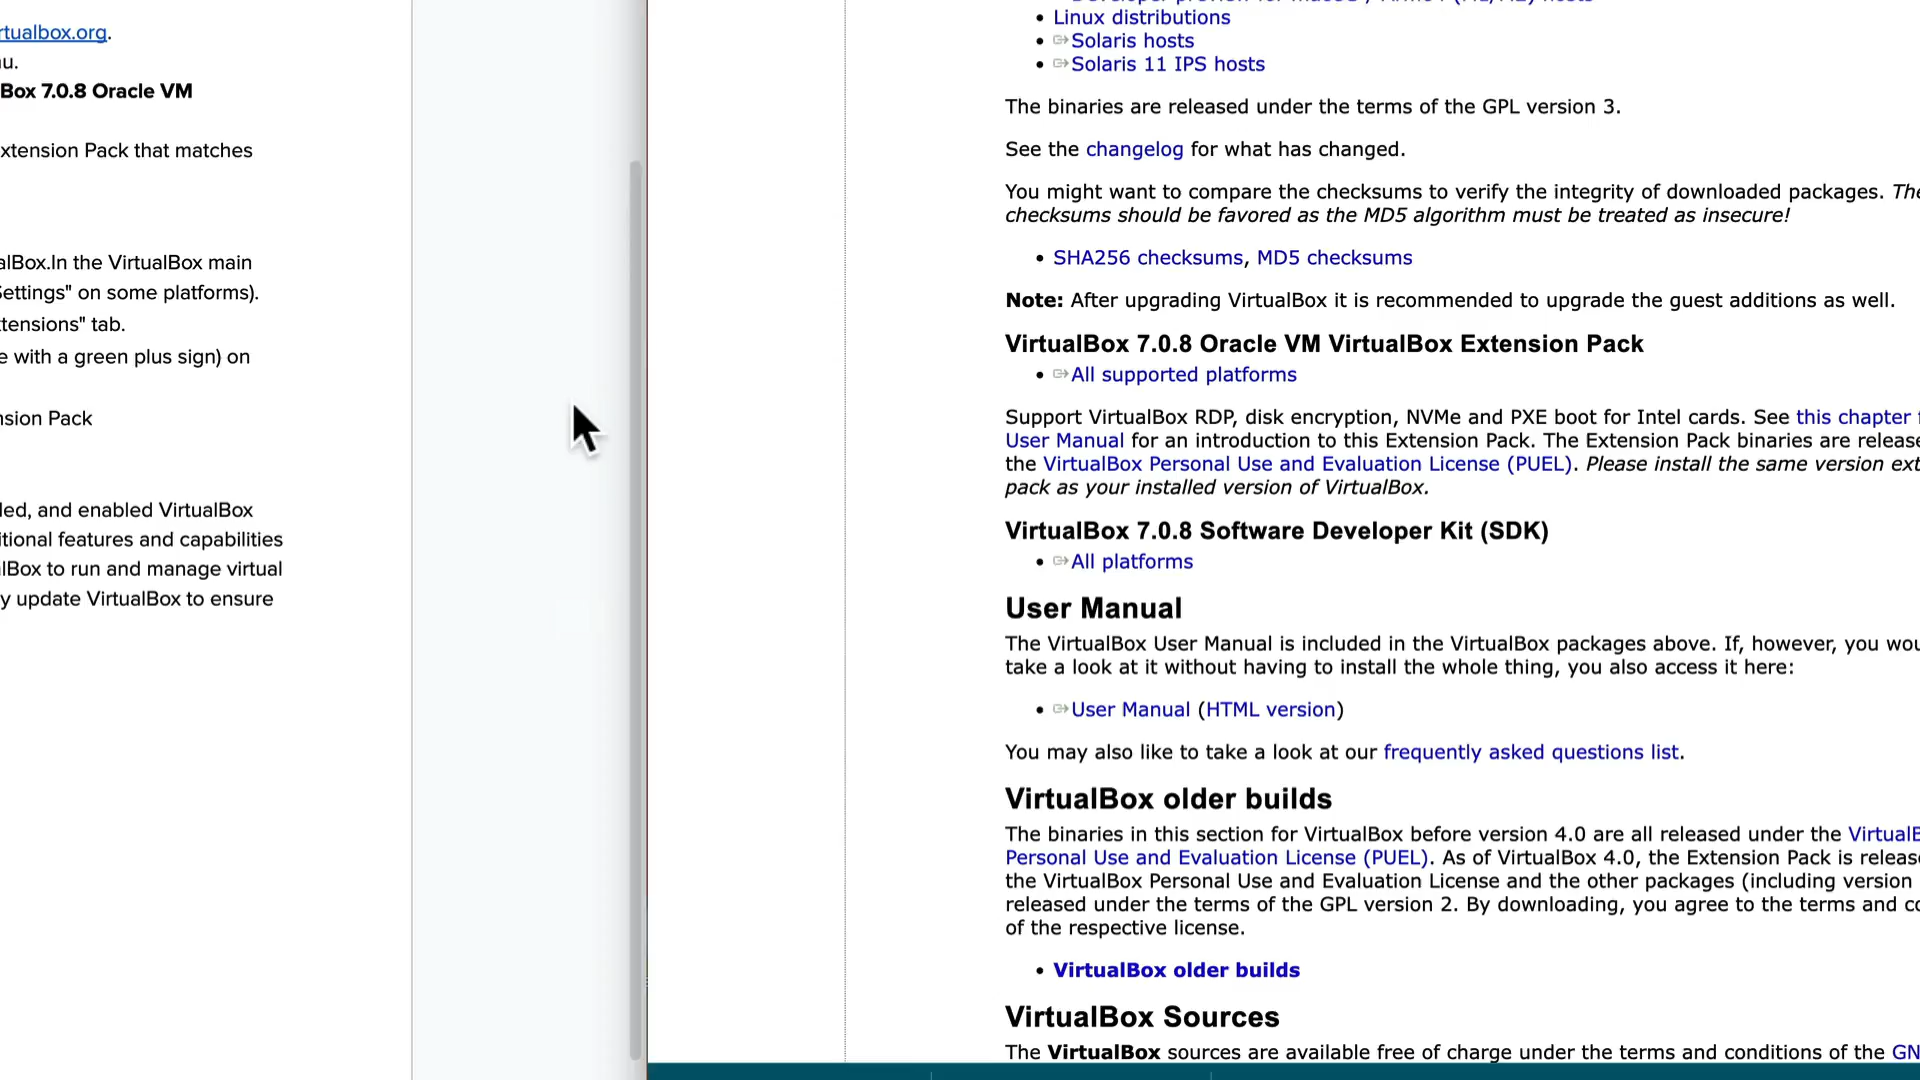 rtualbox.org.
u.
Box 7.0.8 Oracle VM
xtension Pack that matches
alBox.In the VirtualBox main
Settings" on some platforms).
tensions" tab.
e with a green plus sign) on
nsion Pack
led, and enabled VirtualBox
itional features and capabilities
alBox to run and manage virtual
y update VirtualBox to ensure
Linux distributions
Solaris hosts
Solaris 11 IPS hosts
The binaries are released under the terms of the GPL version 3.
See the changelog for what has changed.
You might want to compare the checksums to verify the integrity of downloaded packages. The
checksums should be favored as the MD5 algorithm must be treated as insecure!
SHA256 checksums, MD5 checksums
Note: After upgrading VirtualBox it is recommended to upgrade the guest additions as well.
VirtualBox 7.0.8 Oracle VM VirtualBox Extension Pack
All supported platforms
Support VirtualBox RDP, disk encryption, NVMe and PXE boot for Intel cards. See this chapter f
User Manual for an introduction to this Extension Pack. The Extension Pack binaries are release
the VirtualBox Personal Use and Evaluation License (PUEL). Please install the same version ext
pack as your installed version of VirtualBox.
VirtualBox 7.0.8 Software Developer Kit (SDK)
All platforms
User Manual
The VirtualBox User Manual is included in the VirtualBox packages above. If, however, you wou
take a look at it without having to install the whole thing, you also access it here:
User Manual (HTML version)
You may also like to take a look at our frequently asked questions list.
VirtualBox older builds
The binaries in this section for VirtualBox before version 4.0 are all released under the VirtualB
Personal Use and Evaluation License (PUEL). As of VirtualBox 4.0, the Extension Pack is releas
the VirtualBox Personal Use and Evaluation License and the other packages (including version
released under the terms of the GPL version 2. By downloading, you agree to the terms and co
of the respective license.
VirtualBox older builds
VirtualBox Sources
The VirtualBox sources are available free of charge under the terms and conditions of the GN